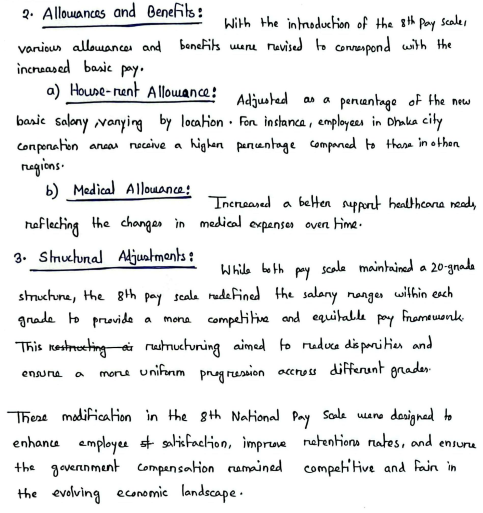 2. Allowances and Benefits: With the introduction of the 8th Pay scale,
various allowances and benefits were revised to correspond with the
increased basic pay.
a) House-rent Allowance: Adjusted as a percentage of the new
basic salary, varying by location. For instance, employees in Dhaka city
corporation areas receive a higher percentage compared to those in other
regions.
b) Medical Allowance: Increased a better support healthcare needs,
reflecting the changes in medical expenses over time.
3. Structural Adjustments: While both pay scale maintained a 20-grade
structure, the 8th pay scale redefined the salary ranges within each
grade to provide a more competitive and equitable pay framework.
This restructuring aimed to reduce disparities and
ensure a more uniform progression accross different grades.
These modification in the 8th National Pay Scale were designed to
enhance employee satisfaction, improve retentions rates, and ensure
the government compensation remained competitive and fair in
the evolving economic landscape.